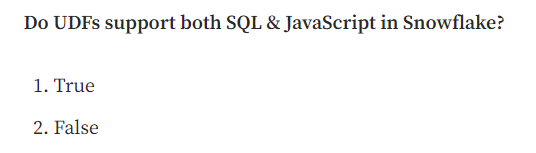 Do UDFs support both SQL & JavaScript in Snowflake?
1. True
2. False